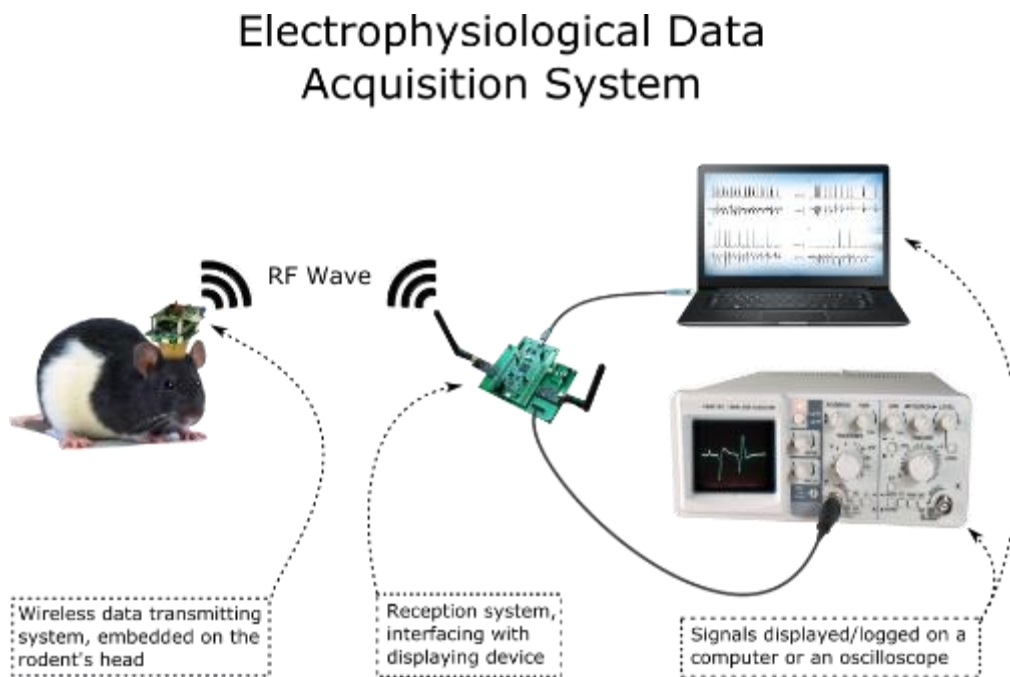 Electrophysiological Data
Acquisition System
RF Wave
Wireless data transmitting
system, embedded on the
rodent's head
Reception system,
interfacing with
displaying device
Signals displayed/logged on a
computer or an oscilloscope